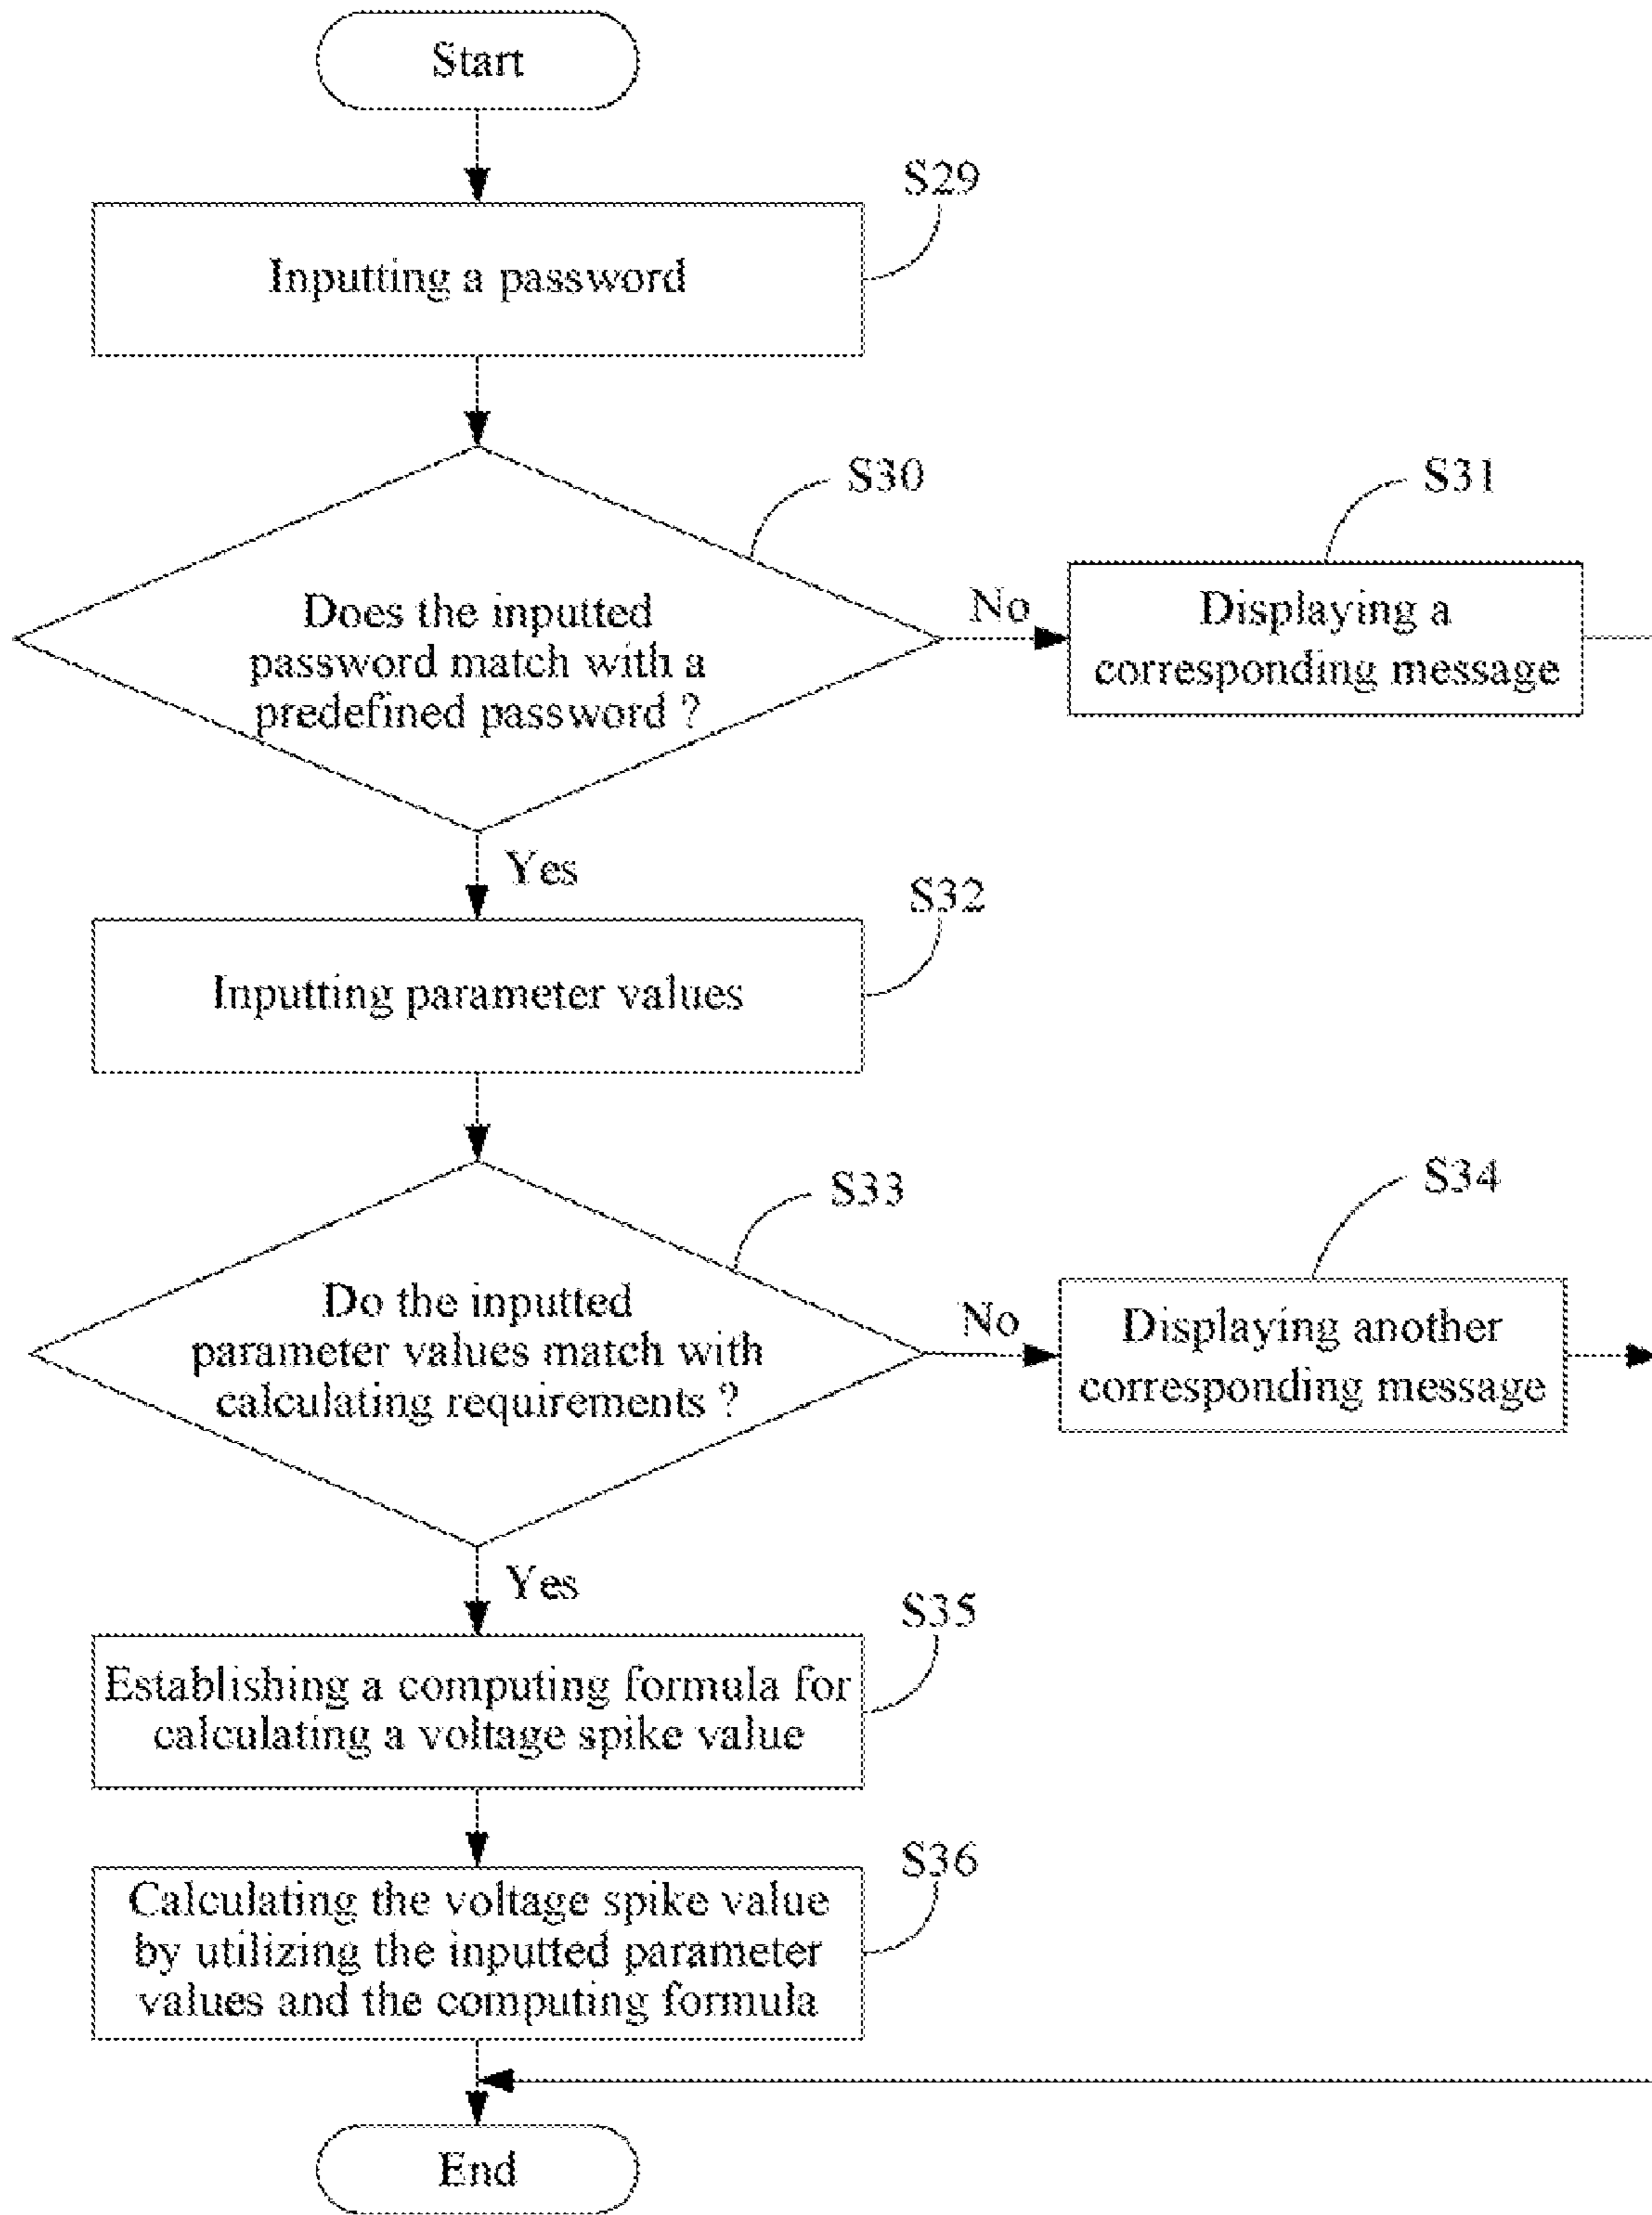 Start
S29
Inputting a password
S30
S31
Does the inputted
password match with a
predefined password ?
No
Displaying a
corresponding message
Yes
S32
Inputting parameter values
S33
S34
Do the inputted
parameter values match with
calculating requirements ?
No
Displaying another
corresponding message
Yes
S35
Establishing a computing formula for
calculating a voltage spike value
S36
Calculating the voltage spike value
by utilizing the inputted parameter
values and the computing formula
End